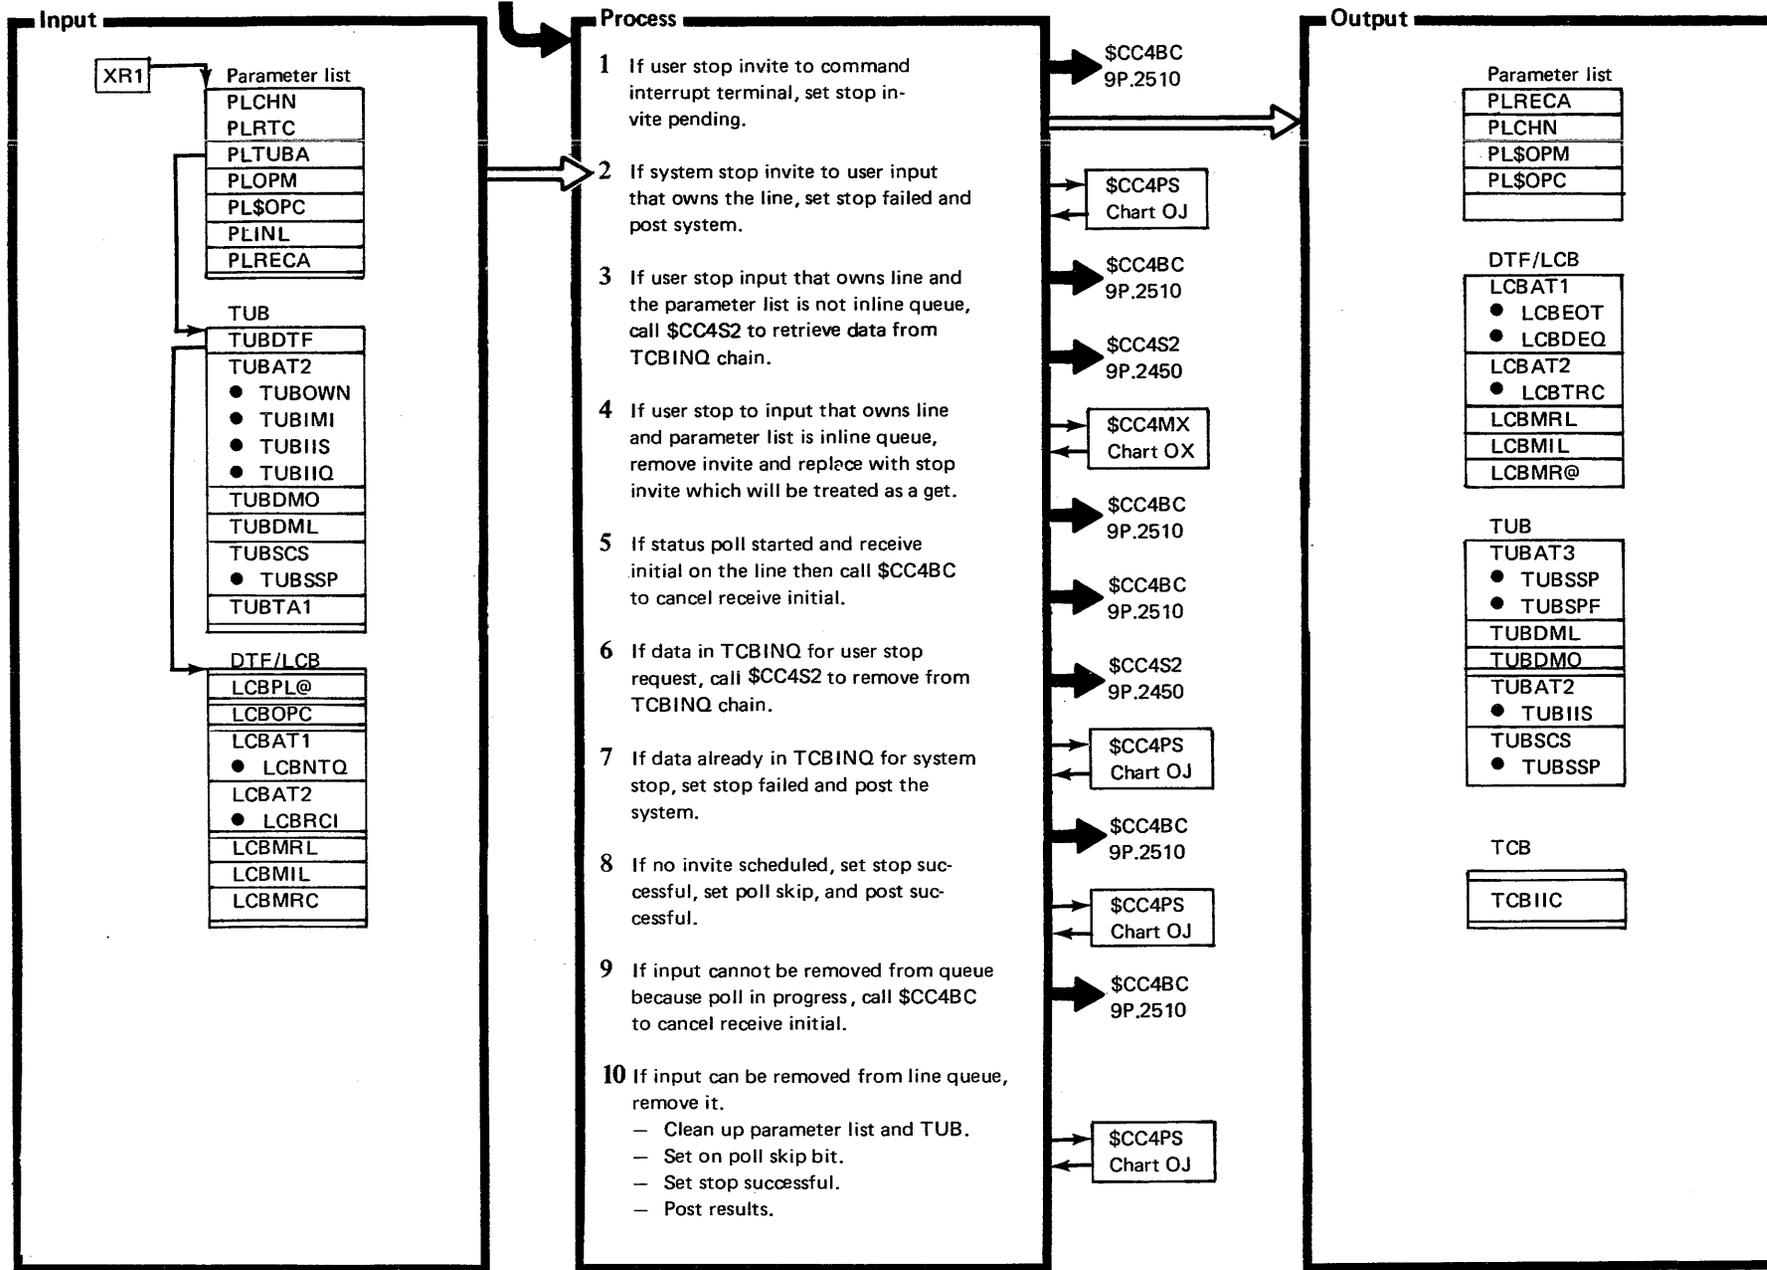 Input
XR1
Parameter list
PLCHN
PLRTC
PLTUBA
PLOPM
PL$OPC
PLINL
PLRECA
TUB
TUBDTF
TUBAT2
● TUBOWN
● TUBIMI
● TUBIIS
● TUBIIQ
TUBDMO
TUBDML
TUBSCS
● TUBSSP
TUBTA1
DTF/LCB
LCBPL@
LCBOPC
LCBAT1
● LCBNTQ
LCBAT2
● LCBRCI
LCBMRL
LCBMIL
LCBMRC
Process
1 If user stop invite to command
interrupt terminal, set stop in-
vite pending.
2 If system stop invite to user input
that owns the line, set stop failed and
post system.
3 If user stop input that owns line and
the parameter list is not inline queue,
call $CC4S2 to retrieve data from
TCBINQ chain.
4 If user stop to input that owns line
and parameter list is inline queue,
remove invite and replace with stop
invite which will be treated as a get.
5 If status poll started and receive
initial on the line then call $CC4BC
to cancel receive initial.
6 If data in TCBINQ for user stop
request, call $CC4S2 to remove from
TCBINQ chain.
7 If data already in TCBINQ for system
stop, set stop failed and post the
system.
8 If no invite scheduled, set stop suc-
cessful, set poll skip, and post suc-
cessful.
9 If input cannot be removed from queue
because poll in progress, call $CC4BC
to cancel receive initial.
10 If input can be removed from line queue,
remove it.
— Clean up parameter list and TUB.
— Set on poll skip bit.
— Set stop successful.
— Post results.
$CC4BC
9P.2510
$CC4PS
Chart OJ
$CC4BC
9P.2510
$CC4S2
9P.2450
$CC4MX
Chart OX
$CC4BC
9P.2510
$CC4BC
9P.2510
$CC4S2
9P.2450
$CC4PS
Chart OJ
$CC4BC
9P.2510
$CC4PS
Chart OJ
$CC4BC
9P.2510
$CC4PS
Chart OJ
Output
Parameter list
PLRECA
PLCHN
PL$OPM
PL$OPC
DTF/LCB
LCBAT1
● LCBEOT
● LCBDEQ
LCBAT2
● LCBTRC
LCBMRL
LCBMIL
LCBMR@
TUB
TUBAT3
● TUBSSP
● TUBSPF
TUBDML
TUBDMO
TUBAT2
● TUBIIS
TUBSCS
● TUBSSP
TCB
TCBIIC